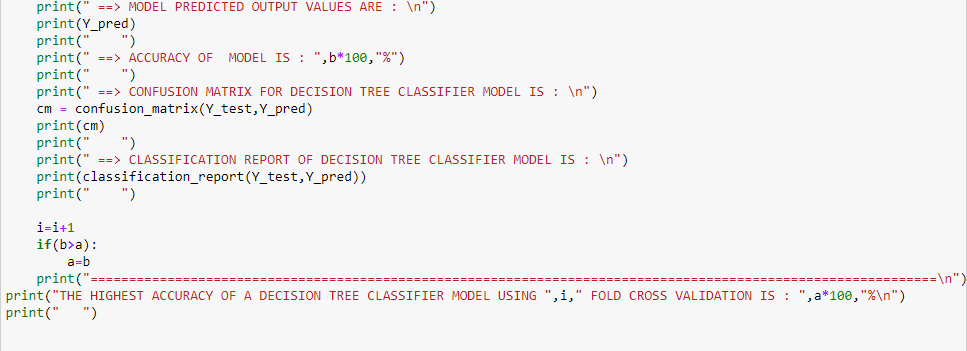 print(" ==> MODEL PREDICTED OUTPUT VALUES ARE : \n")
print(Y_pred)
print("    ")
print(" ==> ACCURACY OF  MODEL IS : ",b*100,"%")
print("    ")
print(" ==> CONFUSION MATRIX FOR DECISION TREE CLASSIFIER MODEL IS : \n")
cm = confusion_matrix(Y_test,Y_pred)
print(cm)
print("    ")
print(" ==> CLASSIFICATION REPORT OF DECISION TREE CLASSIFIER MODEL IS : \n")
print(classification_report(Y_test,Y_pred))
print("    ")
i=i+1
if(b>a):
a=b
print("==============================================================================================================\n")
print("THE HIGHEST ACCURACY OF A DECISION TREE CLASSIFIER MODEL USING ",i," FOLD CROSS VALIDATION IS : ",a*100,"%\n")
print("   ")